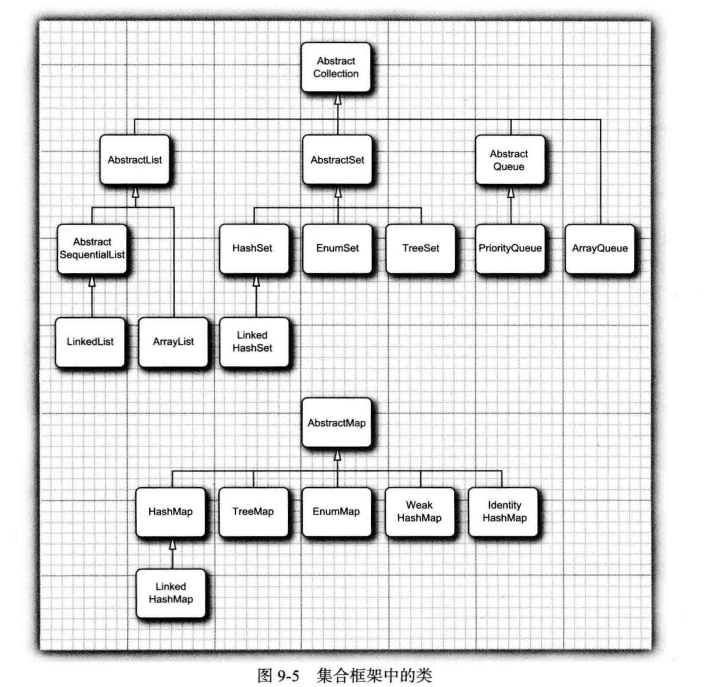 Abstract
Collection
AbstractList
AbstractSet
Abstract
Queue
Abstract
SequentialList
HashSet
EnumSet
TreeSet
PriorityQueue
ArrayQueue
LinkedList
ArrayList
Linked
HashSet
AbstractMap
HashMap
TreeMap
EnumMap
Weak
HashMap
Identity
HashMap
Linked
HashMap
图 9-5 集合框架中的类